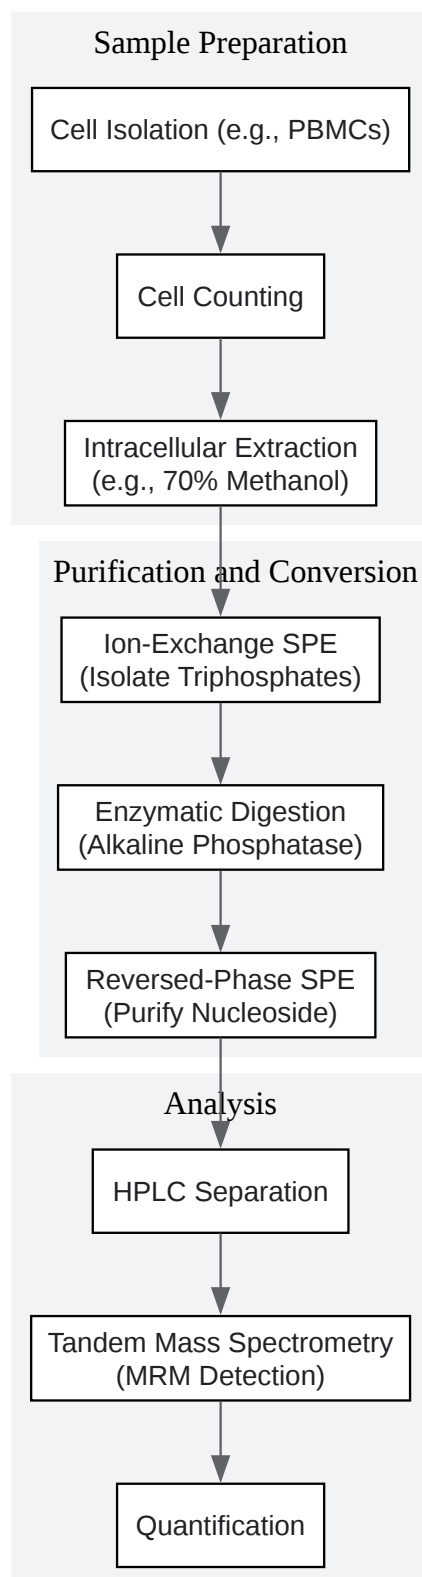 Sample Preparation
Cell Isolation (e.g., PBMCs)
Cell Counting
Intracellular Extraction
(e.g., 70% Methanol)
Purification and Conversion
Ion-Exchange SPE
(Isolate Triphosphates)
Enzymatic Digestion
(Alkaline Phosphatase)
Reversed-Phase SPE
(Purify Nucleoside)
Analysis
HPLC Separation
Tandem Mass Spectrometry
(MRM Detection)
Quantification